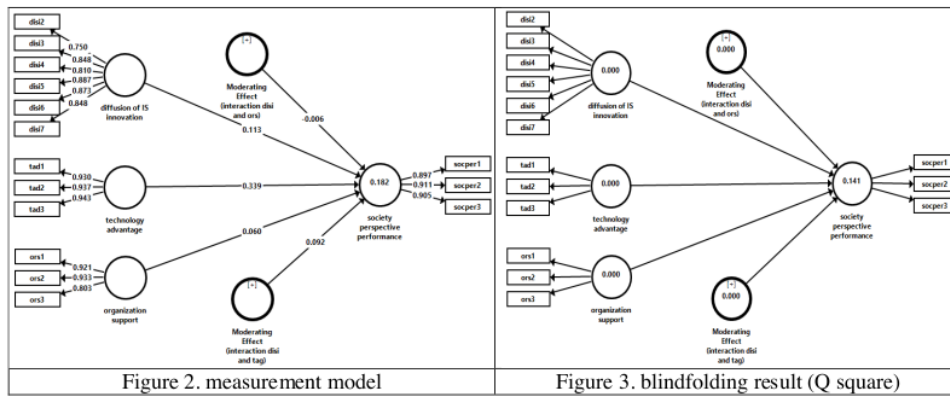 disi2
disi3
disi4
disi5
disi6
disi7
0.750
0.848
0.810
0.887
0.873
0.848
diffusion of IS
innovation
[+]
Moderating
Effect
(interaction disi
and ors)
-0.006
0.113
tad1
tad2
tad3
0.930
0.937
0.943
technology
advantage
0.339
0.182
society
perspective
performance
0.897
0.911
0.905
socper1
socper2
socper3
0.060
0.092
ors1
ors2
ors3
0.921
0.933
0.803
organization
support
[+]
Moderating
Effect
(interaction disi
and tag)
Figure 2. measurement model
disi2
disi3
disi4
disi5
disi6
disi7
0.000
diffusion of IS
innovation
[+]
0.000
Moderating
Effect
(interaction disi
and ors)
tad1
tad2
tad3
0.000
technology
advantage
0.141
society
perspective
performance
socper1
socper2
socper3
ors1
ors2
ors3
0.000
organization
support
[+]
0.000
Moderating
Effect
(interaction disi
and tag)
Figure 3. blindfolding result (Q square)